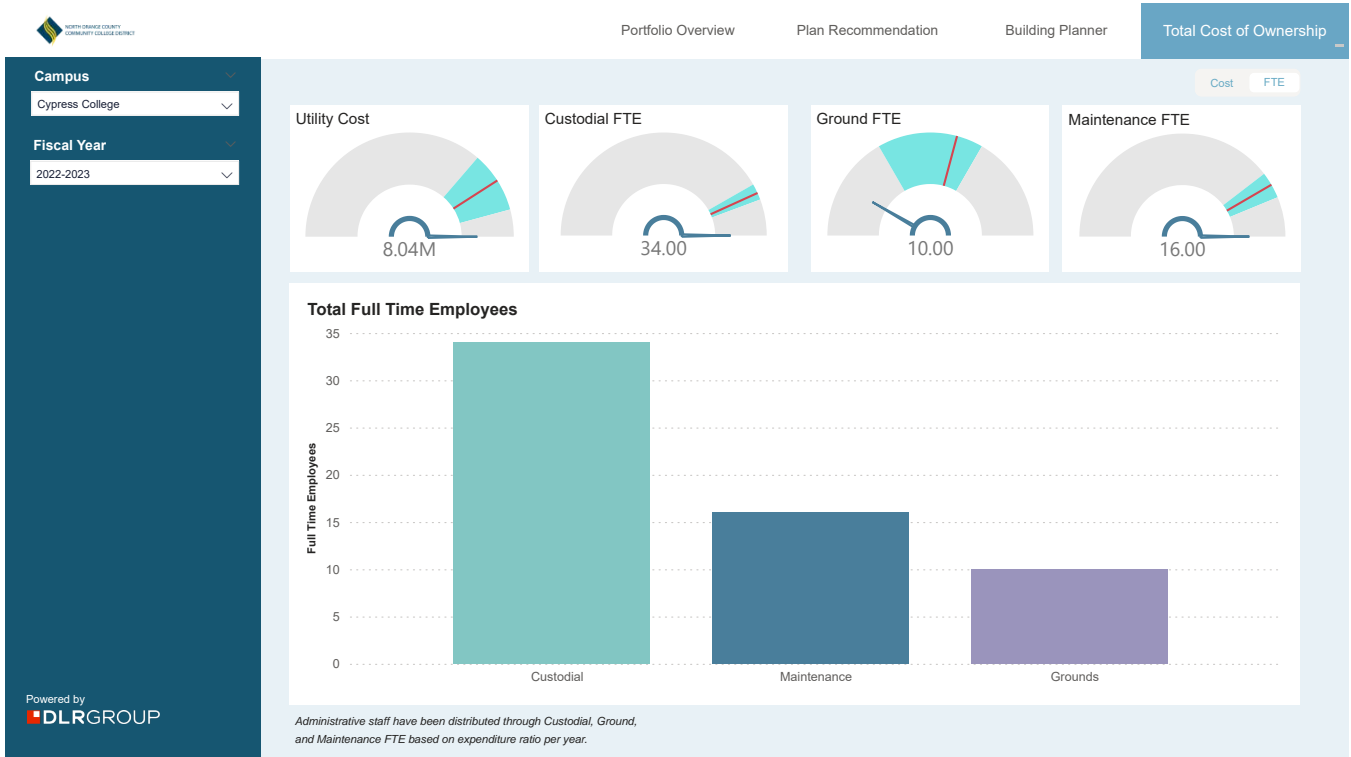 NORTH ORANGE COUNTY
COMMUNITY COLLEGE DISTRICT
Portfolio Overview
Plan Recommendation
Building Planner
Total Cost of Ownership
Campus
Cypress College
Fiscal Year
2022-2023
Cost
FTE
Utility Cost
8.04M
Custodial FTE
34.00
Ground FTE
10.00
Maintenance FTE
16.00
Total Full Time Employees
Full Time Employees
35
30
25
20
15
10
5
0
Custodial
Maintenance
Grounds
Administrative staff have been distributed through Custodial, Ground,
and Maintenance FTE based on expenditure ratio per year.
Powered by
DLRGROUP